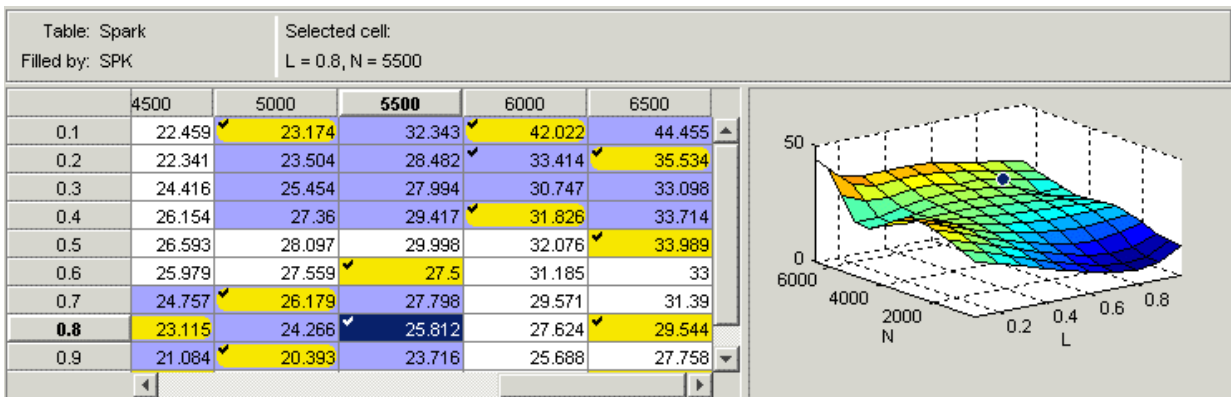 Table: Spark Selected cell:
Filled by: SPK L = 0.8, N = 5500
4500 5000 5500 6000 6500
0.1 22.459 23.174 32.343 42.022 44.455
0.2 22.341 23.504 28.482 33.414 35.534
0.3 24.416 25.454 27.994 30.747 33.098
0.4 26.154 27.36 29.417 31.826 33.714
0.5 26.593 28.097 29.998 32.076 33.989
0.6 25.979 27.559 27.5 31.185 33
0.7 24.757 26.179 27.798 29.571 31.39
0.8 23.115 24.266 25.812 27.624 29.544
0.9 21.084 20.393 23.716 25.688 27.758
50
0
6000
4000
2000
N
0.2 0.4 0.6 0.8
L